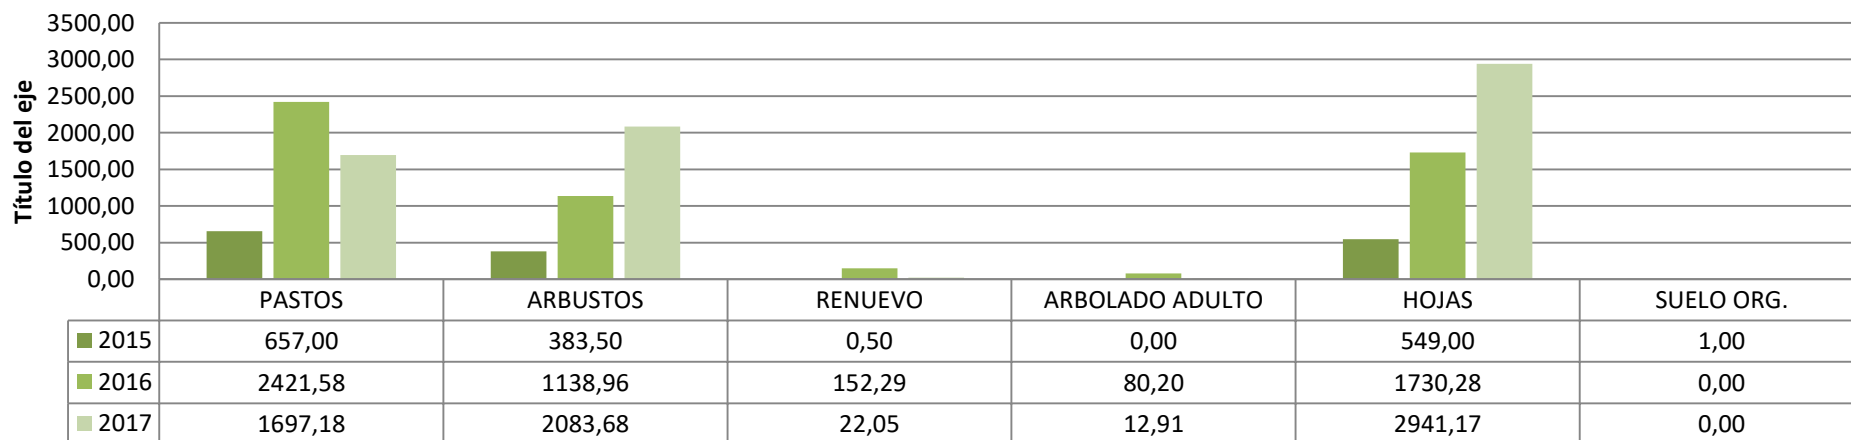 3500,00
3000,00
2500,00
2000,00
1500,00
1000,00
500,00
0,00
Título del eje
PASTOS ARBUSTOS RENUEVO ARBOLADO ADULTO HOJAS SUELO ORG.
2015 657,00 383,50 0,50 0,00 549,00 1,00
2016 2421,58 1138,96 152,29 80,20 1730,28 0,00
2017 1697,18 2083,68 22,05 12,91 2941,17 0,00